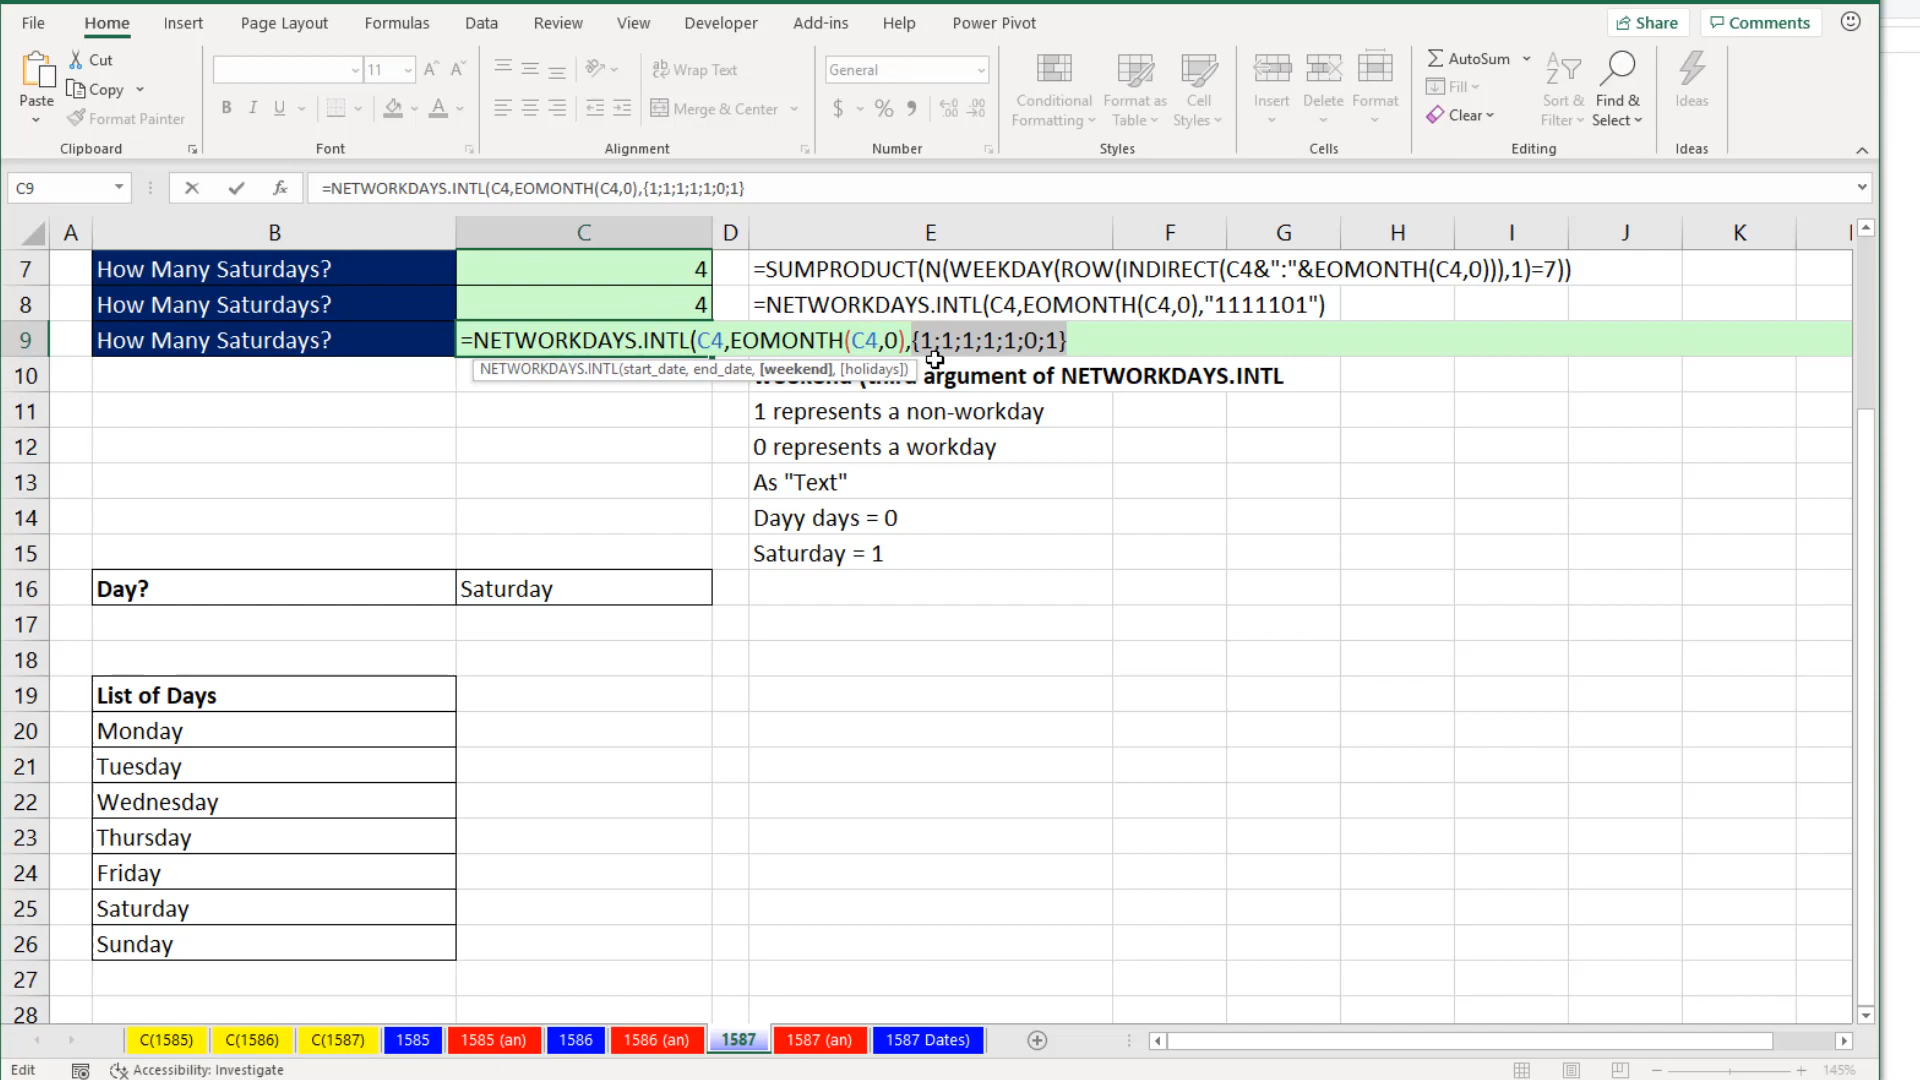 File Home Insert Page Layout Formulas Data Review View Developer Add-ins Help Power Pivot Share Comments
Paste Cut Copy Format Painter Clipboard
11 B I U Font
Wrap Text Merge & Center Alignment
General $ % Number
Conditional Formatting Format as Table Cell Styles Styles
Insert Delete Format Cells
AutoSum Fill Clear Sort & Filter Find & Select Editing
Ideas Ideas
C9 fx =NETWORKDAYS.INTL(C4,EOMONTH(C4,0),{1;1;1;1;1;0;1}
A B C D E F G H I J K
7 How Many Saturdays? 4 =SUMPRODUCT(N(WEEKDAY(ROW(INDIRECT(C4&":"&EOMONTH(C4,0))),1)=7))
8 How Many Saturdays? 4 =NETWORKDAYS.INTL(C4,EOMONTH(C4,0),"1111101")
9 How Many Saturdays? =NETWORKDAYS.INTL(C4,EOMONTH(C4,0),{1;1;1;1;1;0;1}
NETWORKDAYS.INTL(start_date, end_date, [weekend], [holidays])
10 argument of NETWORKDAYS.INTL
11 1 represents a non-workday
12 0 represents a workday
13 As "Text"
14 Dayy days = 0
15 Saturday = 1
16 Day? Saturday
17
18
19 List of Days
20 Monday
21 Tuesday
22 Wednesday
23 Thursday
24 Friday
25 Saturday
26 Sunday
27
28
C(1585) C(1586) C(1587) 1585 1585 (an) 1586 1586 (an) 1587 1587 (an) 1587 Dates)
Edit Accessibility: Investigate 145%